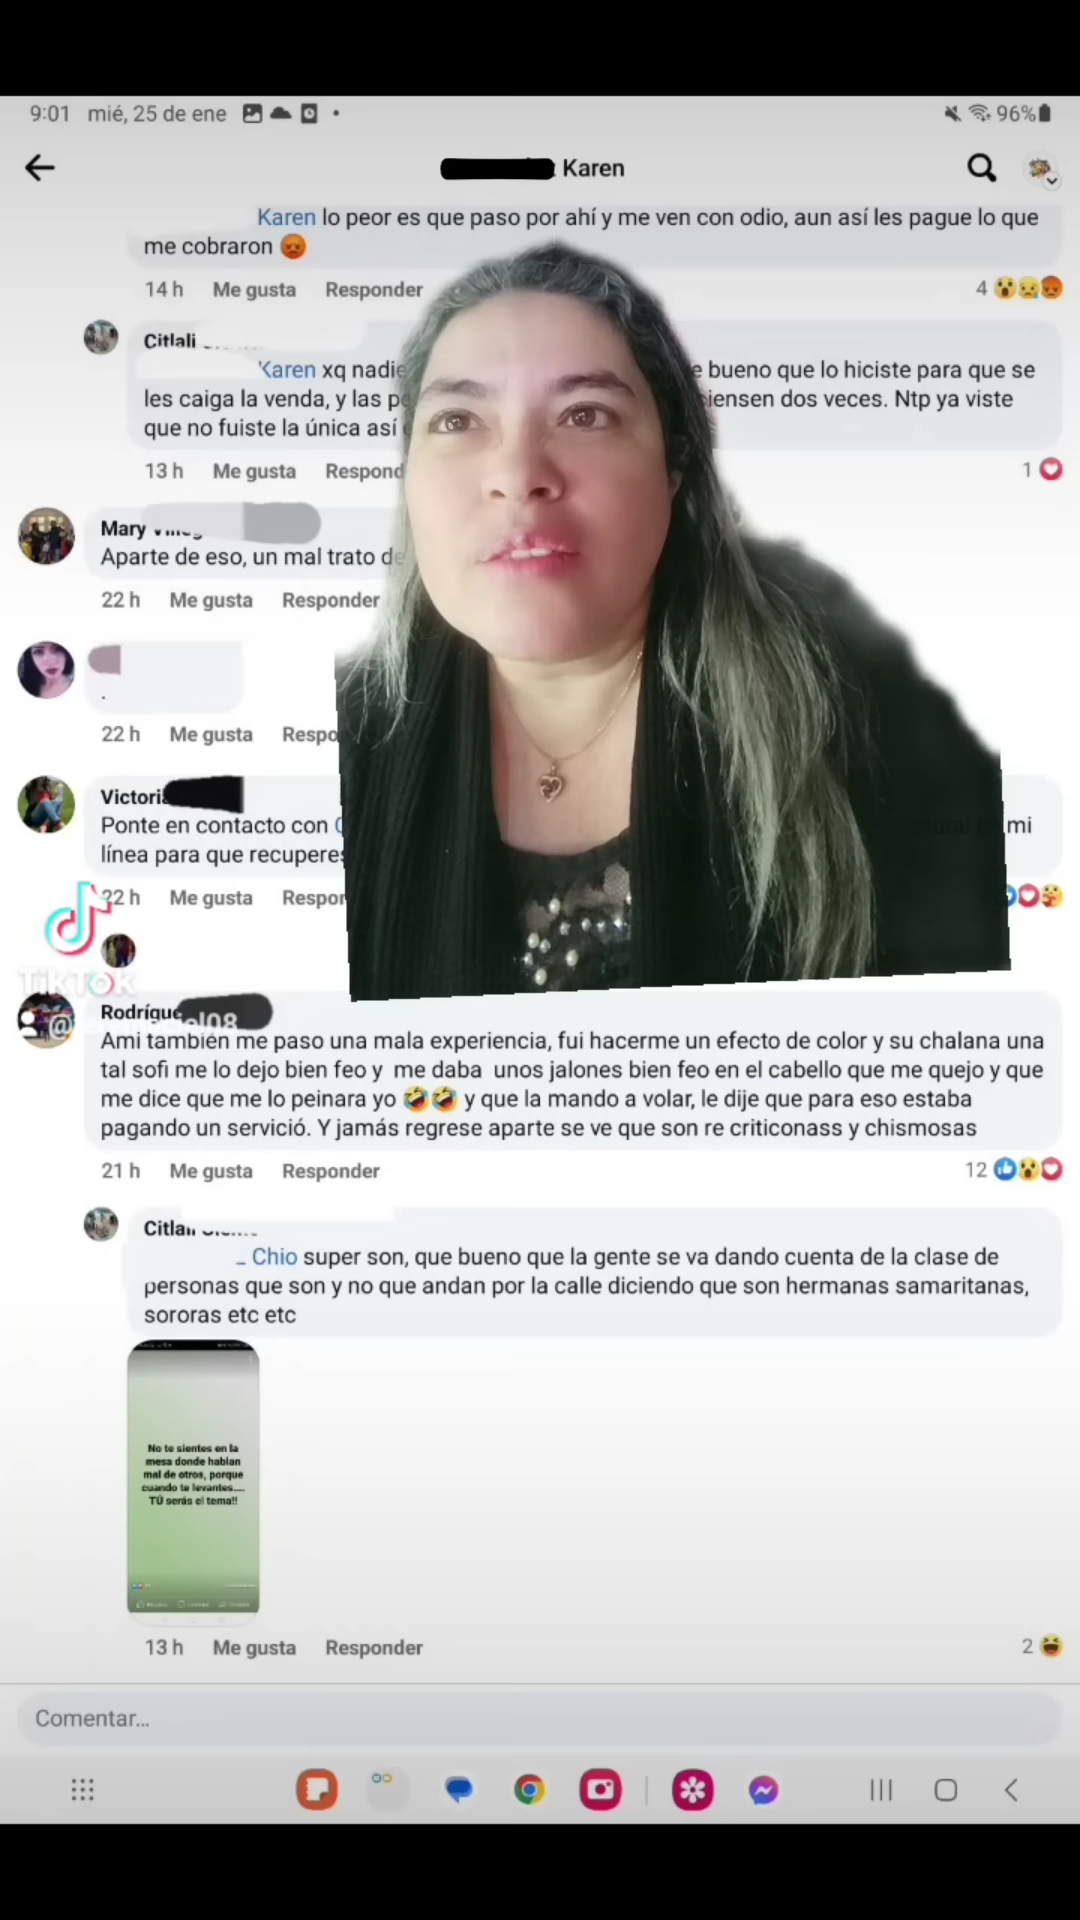 9:01 mié, 25 de ene
96%
Karen
Karen lo peor es que paso por ahí y me ven con odio, aun así les pague lo que
me cobraron 😡
14 h Me gusta Responder 4
Citlali
Karen xq nadie e bueno que lo hiciste para que se
les caiga la venda, y las iensen dos veces. Ntp ya viste
que no fuiste la única así
13 h Me gusta Respond 1
Mary
Aparte de eso, un mal trato de
22 h Me gusta Responder
.
22 h Me gusta Respo
Victoria
Ponte en contacto con mi
línea para que recuperes
22 h Me gusta Respon
TikTok
Rodrígue
Ami también me paso una mala experiencia, fui hacerme un efecto de color y su chalana una
tal sofi me lo dejo bien feo y me daba unos jalones bien feo en el cabello que me quejo y que
me dice que me lo peinara yo 🤣🤣 y que la mando a volar, le dije que para eso estaba
pagando un servició. Y jamás regrese aparte se ve que son re criticonass y chismosas
21 h Me gusta Responder 12
Citlali
Chio super son, que bueno que la gente se va dando cuenta de la clase de
personas que son y no que andan por la calle diciendo que son hermanas samaritanas,
sororas etc etc
No te sientes en la
mesa donde hablan
mal de otros, porque
cuando te levantes....
TÚ serás el tema!!
13 h Me gusta Responder 2
Comentar...